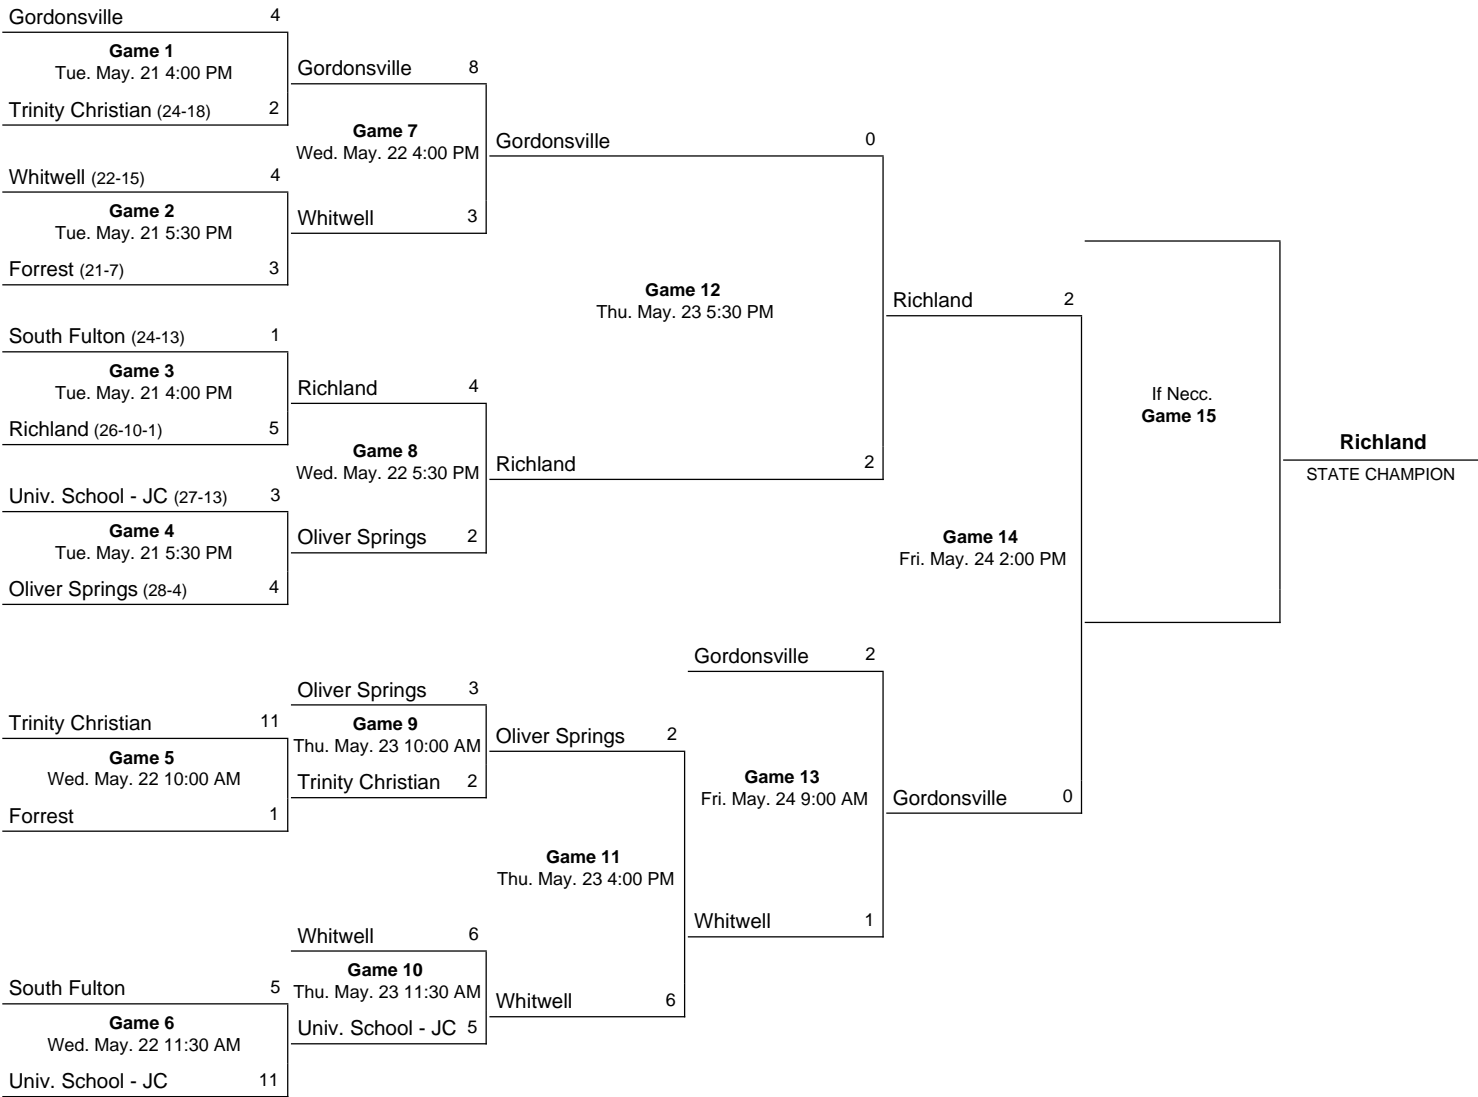 Gordonsville 4
Game 1
Tue. May. 21 4:00 PM
Trinity Christian (24-18) 2
Whitwell (22-15) 4
Game 2
Tue. May. 21 5:30 PM
Forrest (21-7) 3
South Fulton (24-13) 1
Game 3
Tue. May. 21 4:00 PM
Richland (26-10-1) 5
Univ. School - JC (27-13) 3
Game 4
Tue. May. 21 5:30 PM
Oliver Springs (28-4) 4
Trinity Christian 11
Game 5
Wed. May. 22 10:00 AM
Forrest 1
South Fulton 5
Game 6
Wed. May. 22 11:30 AM
Univ. School - JC 11
Gordonsville 8
Game 7
Wed. May. 22 4:00 PM
Whitwell 3
Richland 4
Game 8
Wed. May. 22 5:30 PM
Oliver Springs 2
Oliver Springs 3
Game 9
Thu. May. 23 10:00 AM
Trinity Christian 2
Whitwell 6
Game 10
Thu. May. 23 11:30 AM
Univ. School - JC 5
Gordonsville 0
Game 12
Thu. May. 23 5:30 PM
Richland 2
Oliver Springs 2
Game 11
Thu. May. 23 4:00 PM
Whitwell 6
Gordonsville 2
Game 13
Fri. May. 24 9:00 AM
Whitwell 1
Richland 2
Game 14
Fri. May. 24 2:00 PM
Gordonsville 0
If Necc.
Game 15
Richland
STATE CHAMPION